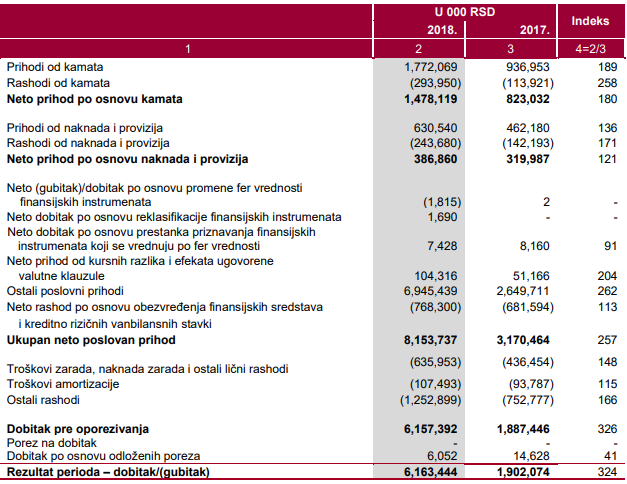 U 000 RSD Indeks
2018. 2017.
1 2 3 4=2/3
Prihodi od kamata 1,772,069 936,953 189
Rashodi od kamata (293,950) (113,921) 258
Neto prihod po osnovu kamata 1,478,119 823,032 180
Prihodi od naknada i provizija 630,540 462,180 136
Rashodi od naknada i provizija (243,680) (142,193) 171
Neto prihod po osnovu naknada i provizija 386,860 319,987 121
Neto (gubitak)/dobitak po osnovu promene fer vrednosti
finansijskih instrumenata (1,815) 2 -
Neto dobitak po osnovu reklasifikacije finansijskih instrumenata 1,690 - -
Neto dobitak po osnovu prestanka priznavanja finansijskih
instrumenata koji se vrednuju po fer vrednosti 7,428 8,160 91
Neto prihod od kursnih razlika i efekata ugovorene
valutne klauzule 104,316 51,166 204
Ostali poslovni prihodi 6,945,439 2,649,711 262
Neto rashod po osnovu obezvređenja finansijskih sredstava (768,300) (681,594) 113
i kreditno rizičnih vanbilansnih stavki
Ukupan neto poslovan prihod 8,153,737 3,170,464 257
Troškovi zarada, naknada zarada i ostali lični rashodi (635,953) (436,454) 148
Troškovi amortizacije (107,493) (93,787) 115
Ostali rashodi (1,252,899) (752,777) 166
Dobitak pre oporezivanja 6,157,392 1,887,446 326
Porez na dobitak - - -
Dobitak po osnovu odloženih poreza 6,052 14,628 41
Rezultat perioda – dobitak/(gubitak) 6,163,444 1,902,074 324